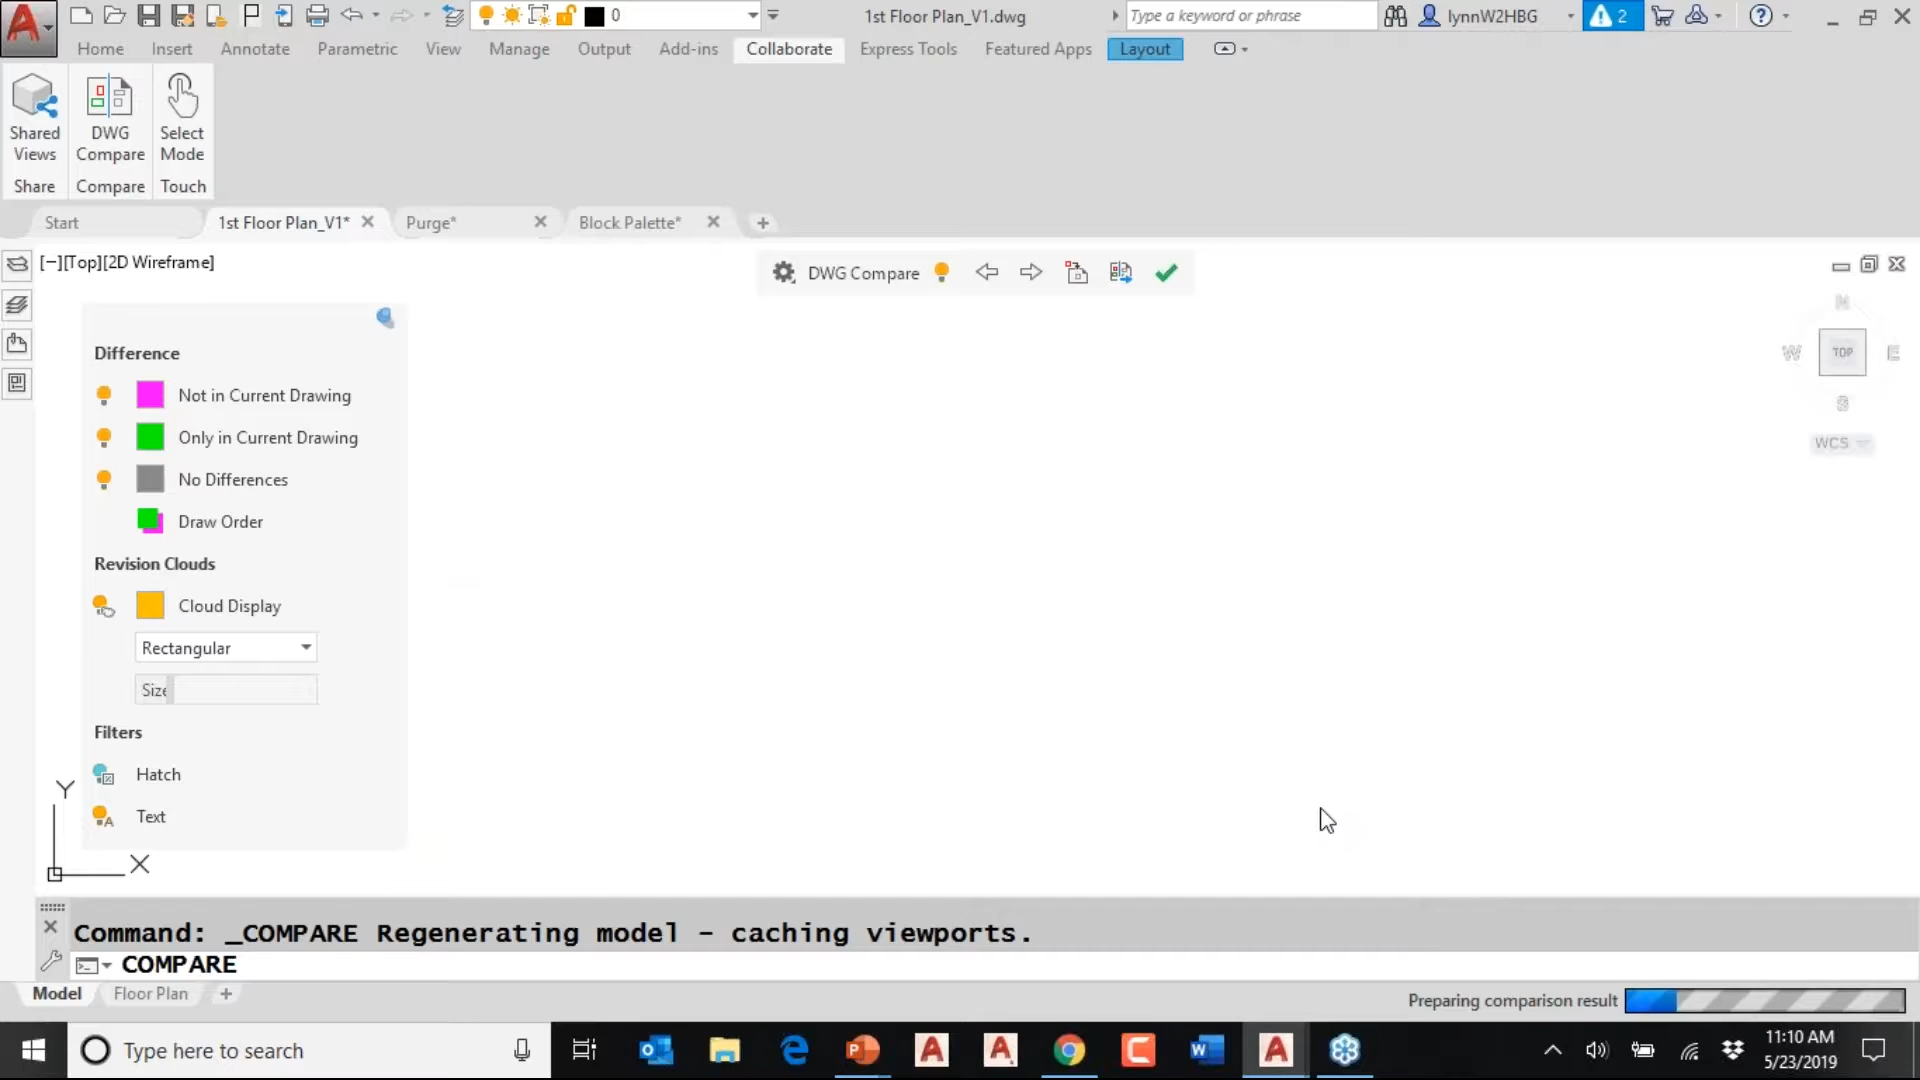 0
1st Floor Plan_V1.dwg
Type a keyword or phrase
lynnW2HBG
2
Home
Insert
Annotate
Parametric
View
Manage
Output
Add-ins
Collaborate
Express Tools
Featured Apps
Layout
Shared Views
DWG Compare
Select Mode
Share
Compare
Touch
Start
1st Floor Plan_V1*
Purge*
Block Palette*
[−][Top][2D Wireframe]
DWG Compare
N
W
TOP
E
S
WCS
Difference
Not in Current Drawing
Only in Current Drawing
No Differences
Draw Order
Revision Clouds
Cloud Display
Rectangular
Size
Filters
Hatch
Text
Y
X
Command: _COMPARE Regenerating model - caching viewports.
COMPARE
Model
Floor Plan
Preparing comparison result
Type here to search
11:10 AM
5/23/2019